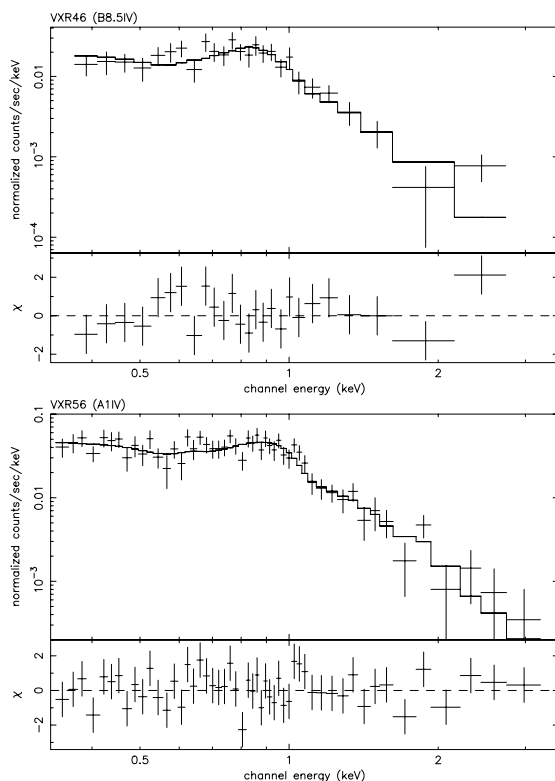 VXR46 (B8.5IV)
normalized counts/sec/keV
0.01
10⁻³
10⁻⁴
χ
2
0
−2
0.5 1 2
channel energy (keV)
VXR56 (A1IV)
normalized counts/sec/keV
0.1
0.01
10⁻³
χ
2
0
−2
0.5 1 2
channel energy (keV)